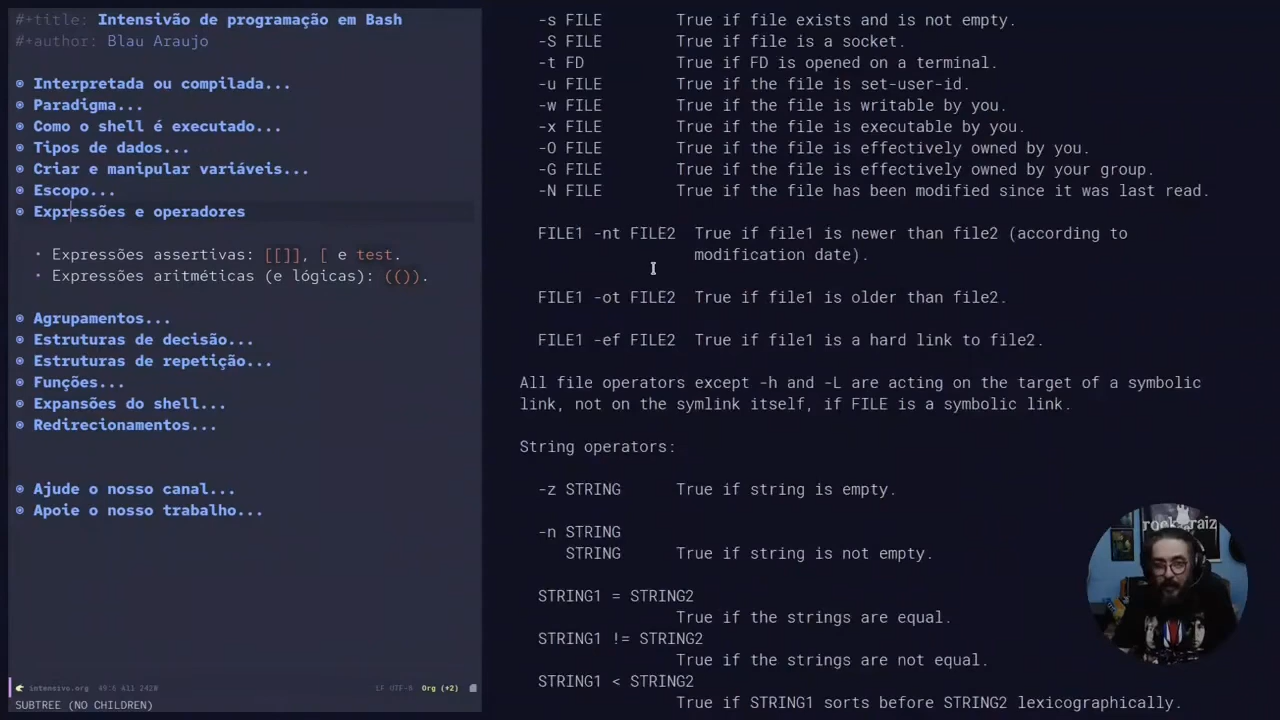 #+title: Intensivão de programação em Bash
#+author: Blau Araujo
Interpretada ou compilada...
Paradigma...
Como o shell é executado...
Tipos de dados...
Criar e manipular variáveis...
Escopo...
Expressões e operadores
• Expressões assertivas: [[]], [ e test.
• Expressões aritméticas (e lógicas): (()).
Agrupamentos...
Estruturas de decisão...
Estruturas de repetição...
Funções...
Expansões do shell...
Redirecionamentos...
Ajude o nosso canal...
Apoie o nosso trabalho...
intensivo.org 49:6 All 242W LF UTF-8 Org (+2)
SUBTREE (NO CHILDREN)
-s FILE True if file exists and is not empty.
-S FILE True if file is a socket.
-t FD True if FD is opened on a terminal.
-u FILE True if the file is set-user-id.
-w FILE True if the file is writable by you.
-x FILE True if the file is executable by you.
-O FILE True if the file is effectively owned by you.
-G FILE True if the file is effectively owned by your group.
-N FILE True if the file has been modified since it was last read.
FILE1 -nt FILE2 True if file1 is newer than file2 (according to
modification date).
FILE1 -ot FILE2 True if file1 is older than file2.
FILE1 -ef FILE2 True if file1 is a hard link to file2.
All file operators except -h and -L are acting on the target of a symbolic
link, not on the symlink itself, if FILE is a symbolic link.
String operators:
-z STRING True if string is empty.
-n STRING
STRING True if string is not empty.
STRING1 = STRING2
True if the strings are equal.
STRING1 != STRING2
True if the strings are not equal.
STRING1 < STRING2
True if STRING1 sorts before STRING2 lexicographically.